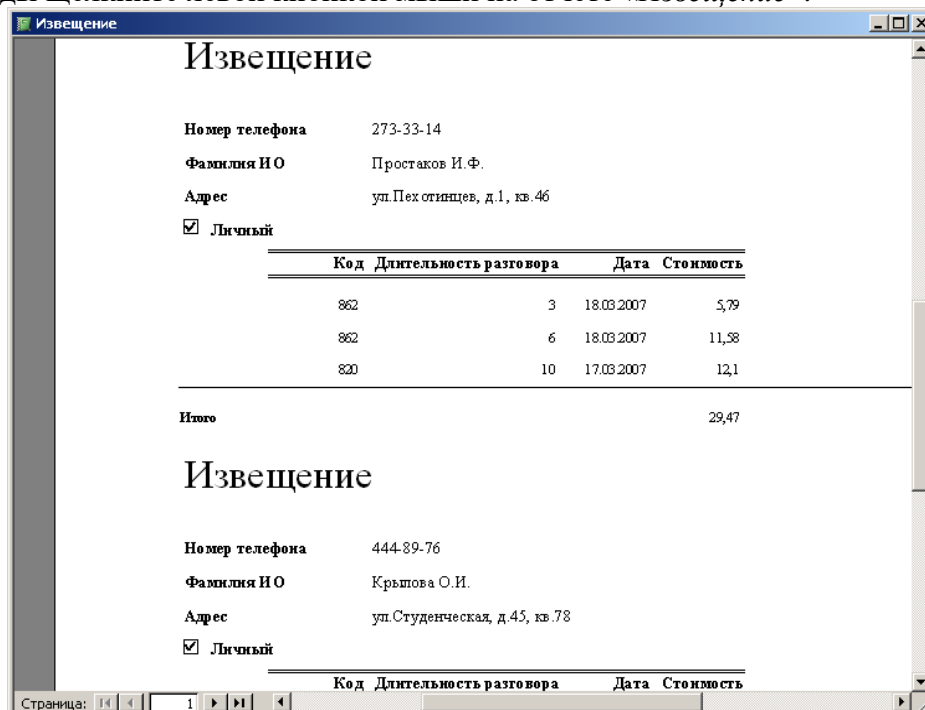 Извещение
Извещение
Номер телефона 273-33-14
Фамилия И О Простаков И.Ф.
Адрес ул.Пехотинцев, д.1, кв.46
Личный
Код Длительность разговора Дата Стоимость
862 3 18.03.2007 5,79
862 6 18.03.2007 11,58
820 10 17.03.2007 12,1
Итого 29,47
Извещение
Номер телефона 444-89-76
Фамилия И О Крылова О.И.
Адрес ул.Студенческая, д.45, кв.78
Личный
Код Длительность разговора Дата Стоимость
Страница: 1